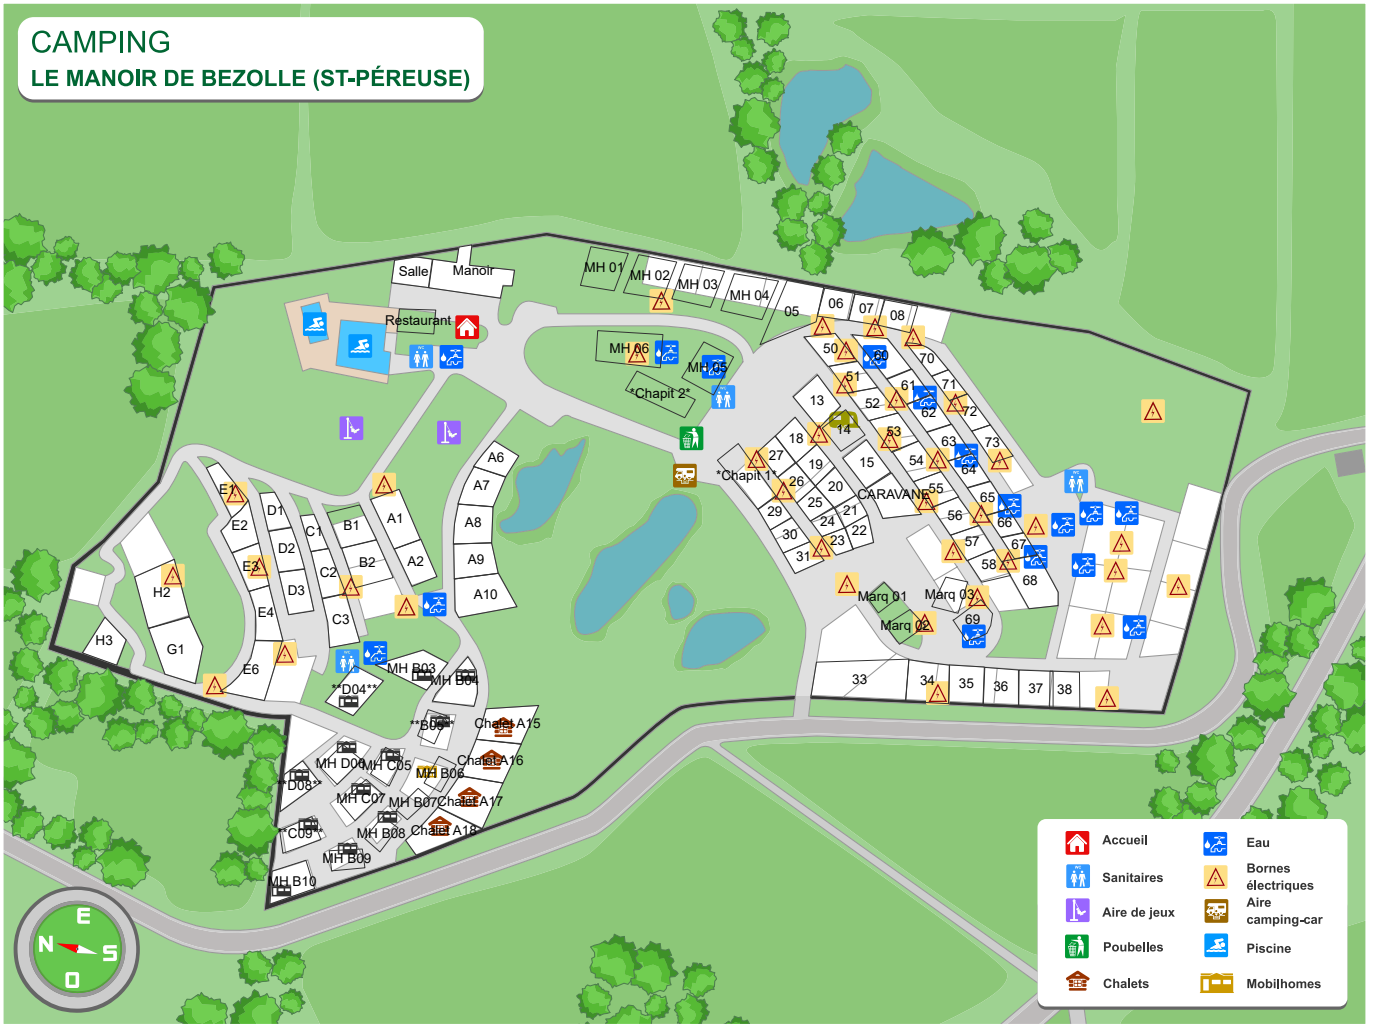 CAMPING
LE MANOIR DE BEZOLLE (ST-PÉREUSE)
Salle
Manoir
Restaurant
MH 01
MH 02
MH 03
MH 04
05
06
07
08
MH 06
MH 05
*Chapit 2*
50
60
70
51
61
71
52
62
72
53
63
73
54
64
55
65
56
66
57
67
58
68
13
14
15
CARAVANE
18
27
*Chapit 1*
19
26
20
25
21
29
24
22
30
23
31
Marq 01
Marq 02
Marq 03
69
33
34
35
36
37
38
A6
A7
A8
A9
A10
A1
A2
B1
B2
C1
C2
C3
D1
D2
D3
E1
E2
E3
E4
E6
H2
H3
G1
MH B03
MH B04
**D04**
**B05**
MH D06
MH C05
MH B06
**D08**
MH C07
MH B07
**C09**
MH B08
MH B09
MH B10
Chalet A15
Chalet A16
Chalet A17
Chalet A18
E
N
S
O
Accueil
Eau
Sanitaires
Bornes
électriques
Aire de jeux
Aire
camping-car
Poubelles
Piscine
Chalets
Mobilhomes
WC
WC
WC
WC
WC